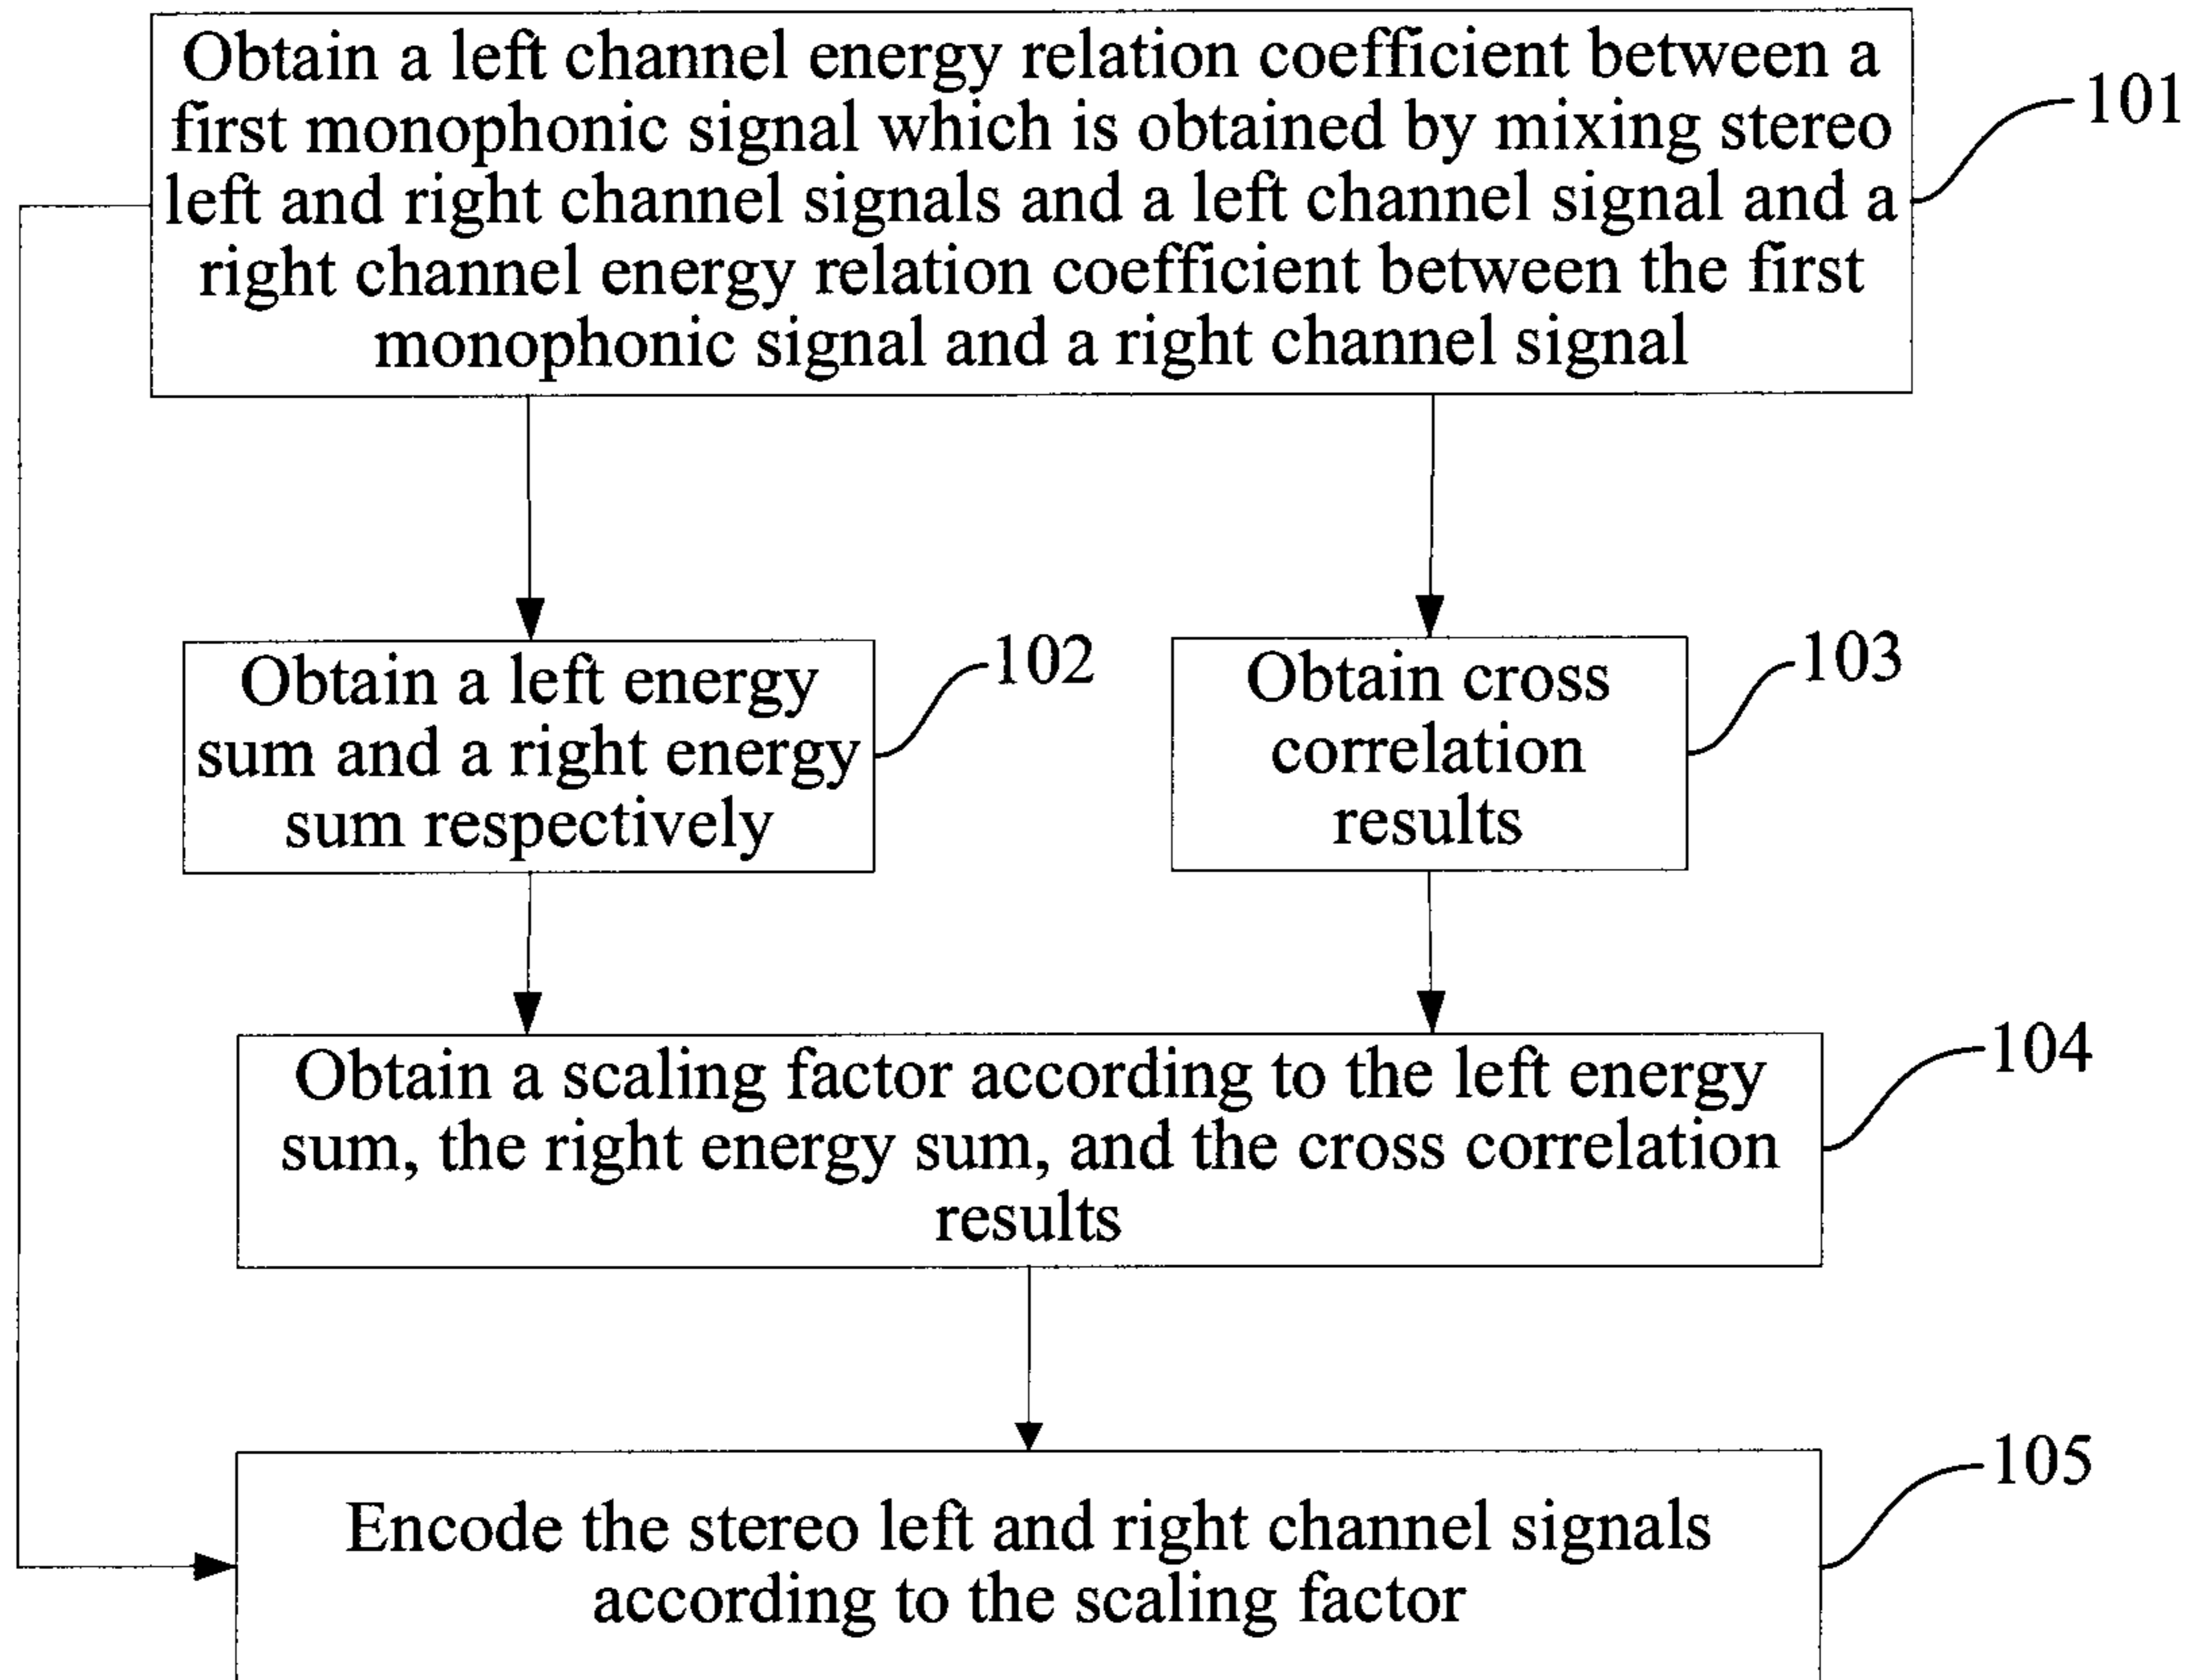 Obtain a left channel energy relation coefficient between a
first monophonic signal which is obtained by mixing stereo
left and right channel signals and a left channel signal and a
right channel energy relation coefficient between the first
monophonic signal and a right channel signal
101
Obtain a left energy
sum and a right energy
sum respectively
102
Obtain cross
correlation
results
103
Obtain a scaling factor according to the left energy
sum, the right energy sum, and the cross correlation
results
104
Encode the stereo left and right channel signals
according to the scaling factor
105